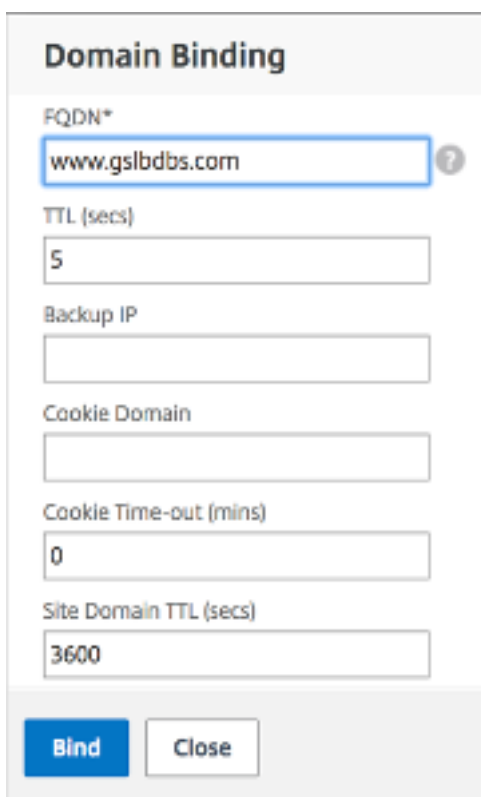 Domain Binding
FQDN*
www.gslbdbs.com
?
TTL (secs)
5
Backup IP
Cookie Domain
Cookie Time-out (mins)
0
Site Domain TTL (secs)
3600
Bind
Close